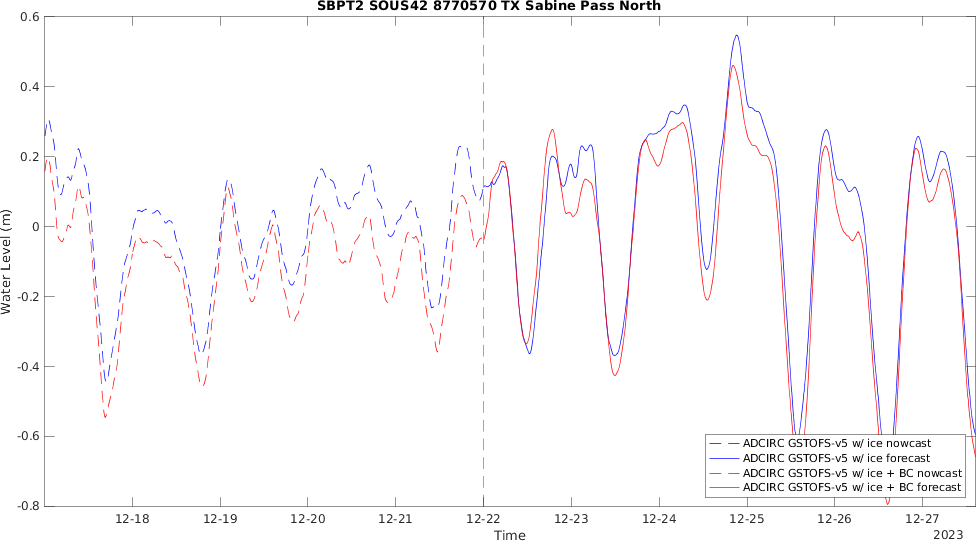 SBPT2 SOUS42 8770570 TX Sabine Pass North
0.6
0.4
0.2
0
-0.2
-0.4
-0.6
-0.8
Water Level (m)
ADCIRC GSTOFS-v5 w/ ice nowcast
ADCIRC GSTOFS-v5 w/ ice forecast
ADCIRC GSTOFS-v5 w/ ice + BC nowcast
ADCIRC GSTOFS-v5 w/ ice + BC forecast
12-18 12-19 12-20 12-21 12-22 12-23 12-24 12-25 12-26 12-27
Time
2023